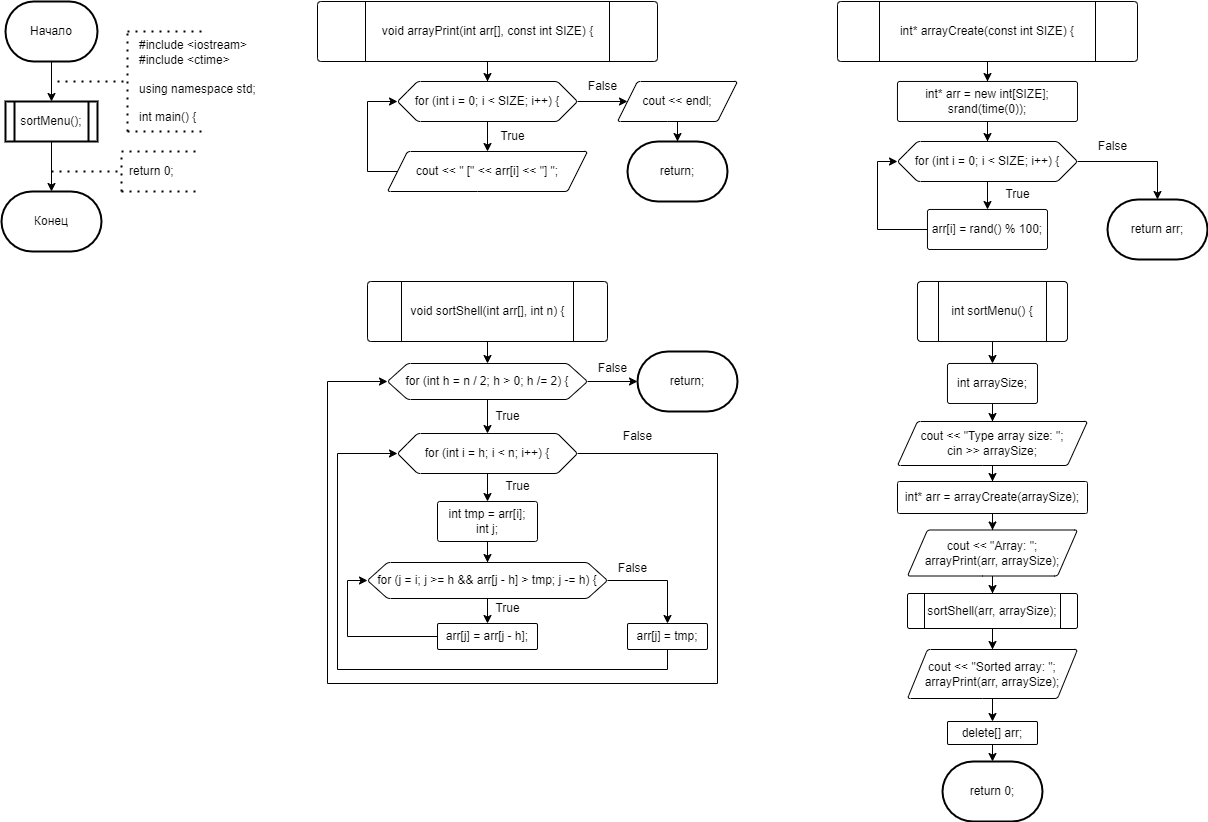 Начало
#include <iostream>
#include <ctime>
using namespace std;
int main() {
sortMenu();
return 0;
Конец
void arrayPrint(int arr[], const int SIZE) {
for (int i = 0; i < SIZE; i++) {
False
cout << endl;
True
cout << " [" << arr[i] << "] ";
return;
int* arrayCreate(const int SIZE) {
int* arr = new int[SIZE];
srand(time(0));
for (int i = 0; i < SIZE; i++) {
False
True
arr[i] = rand() % 100;
return arr;
void sortShell(int arr[], int n) {
for (int h = n / 2; h > 0; h /= 2) {
False
return;
True
for (int i = h; i < n; i++) {
False
True
int tmp = arr[i];
int j;
for (j = i; j >= h && arr[j - h] > tmp; j -= h) {
False
True
arr[j] = arr[j - h];
arr[j] = tmp;
int sortMenu() {
int arraySize;
cout << "Type array size: ";
cin >> arraySize;
int* arr = arrayCreate(arraySize);
cout << "Array: ";
arrayPrint(arr, arraySize);
sortShell(arr, arraySize);
cout << "Sorted array: ";
arrayPrint(arr, arraySize);
delete[] arr;
return 0;